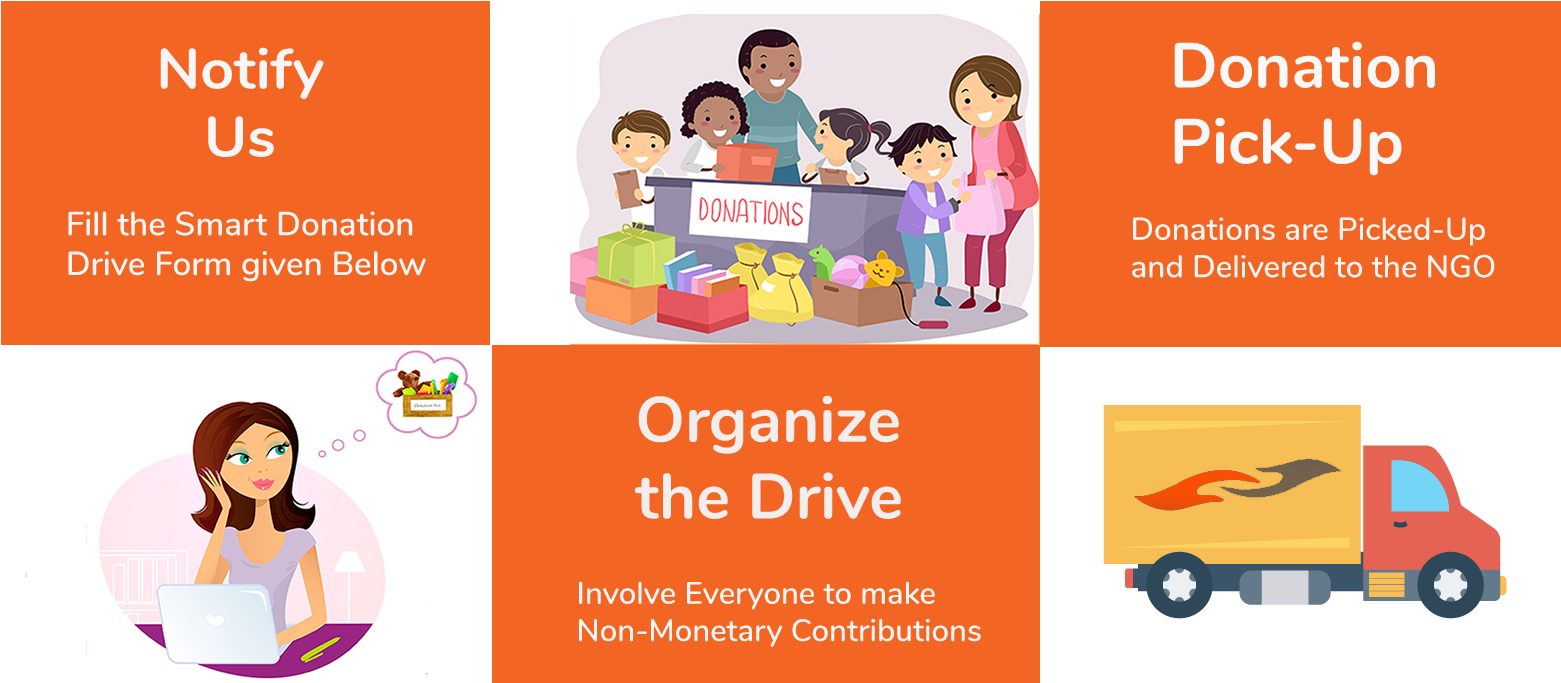 Notify
Us
Fill the Smart Donation
Drive Form given Below
DONATIONS
Donation
Pick-Up
Donations are Picked-Up
and Delivered to the NGO
Donation Box
Organize
the Drive
Involve Everyone to make
Non-Monetary Contributions